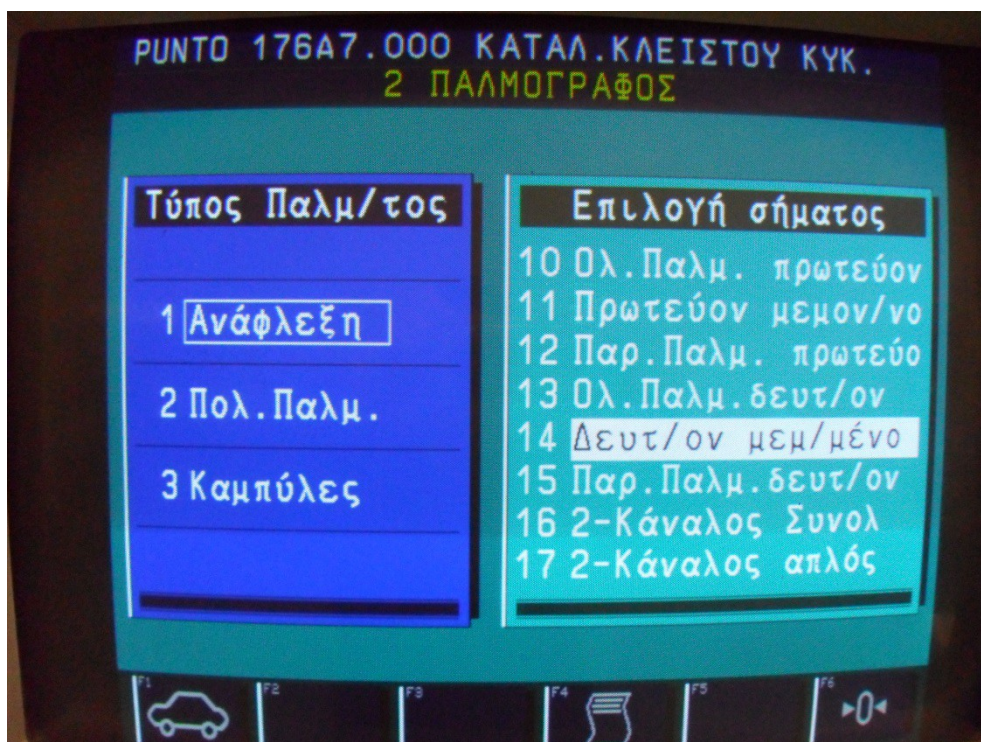 PUNTO 176A7.000 ΚΑΤΑΛ.ΚΛΕΙΣΤΟΥ ΚΥΚ.
2 ΠΑΛΜΟΓΡΑΦΟΣ
Τύπος Παλμ/τος
1 Ανάφλεξη
2 Πολ.Παλμ.
3 Καμπύλες
Επιλογή σήματος
10 Ολ.Παλμ. πρωτεύον
11 Πρωτεύον μεμον/νο
12 Παρ.Παλμ. πρωτεύο
13 Ολ.Παλμ.δευτ/ον
14 Δευτ/ον μεμ/μένο
15 Παρ.Παλμ.δευτ/ον
16 2-Κάναλος Συνολ
17 2-Κάναλος απλός
F1 F2 F3 F4 F5 F6
▸0◂